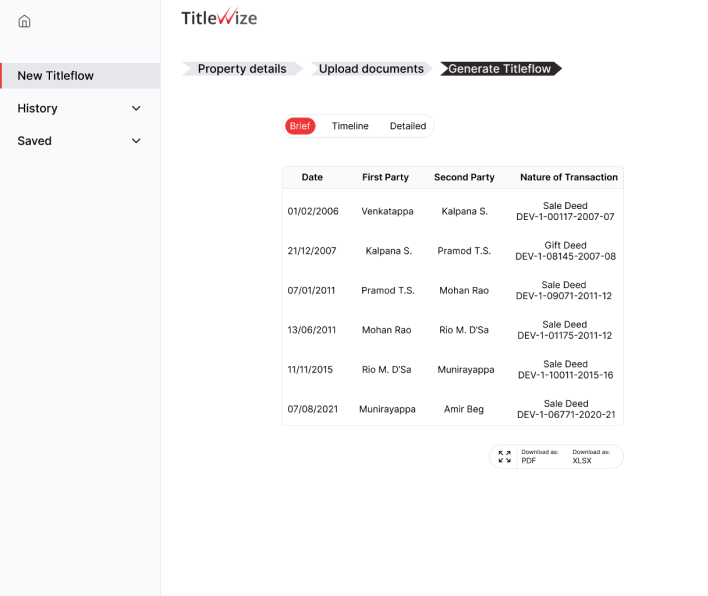 TitleWize
New Titleflow
History
Saved
Property details Upload documents Generate Titleflow
Brief Timeline Detailed
Date First Party Second Party Nature of Transaction
01/02/2006 Venkatappa Kalpana S. Sale Deed
DEV-1-00117-2007-07
21/12/2007 Kalpana S. Pramod T.S. Gift Deed
DEV-1-08145-2007-08
07/01/2011 Pramod T.S. Mohan Rao Sale Deed
DEV-1-09071-2011-12
13/06/2011 Mohan Rao Rio M. D'Sa Sale Deed
DEV-1-01175-2011-12
11/11/2015 Rio M. D'Sa Munirayappa Sale Deed
DEV-1-10011-2015-16
07/08/2021 Munirayappa Amir Beg Sale Deed
DEV-1-06771-2020-21
Download as: Download as:
PDF XLSX